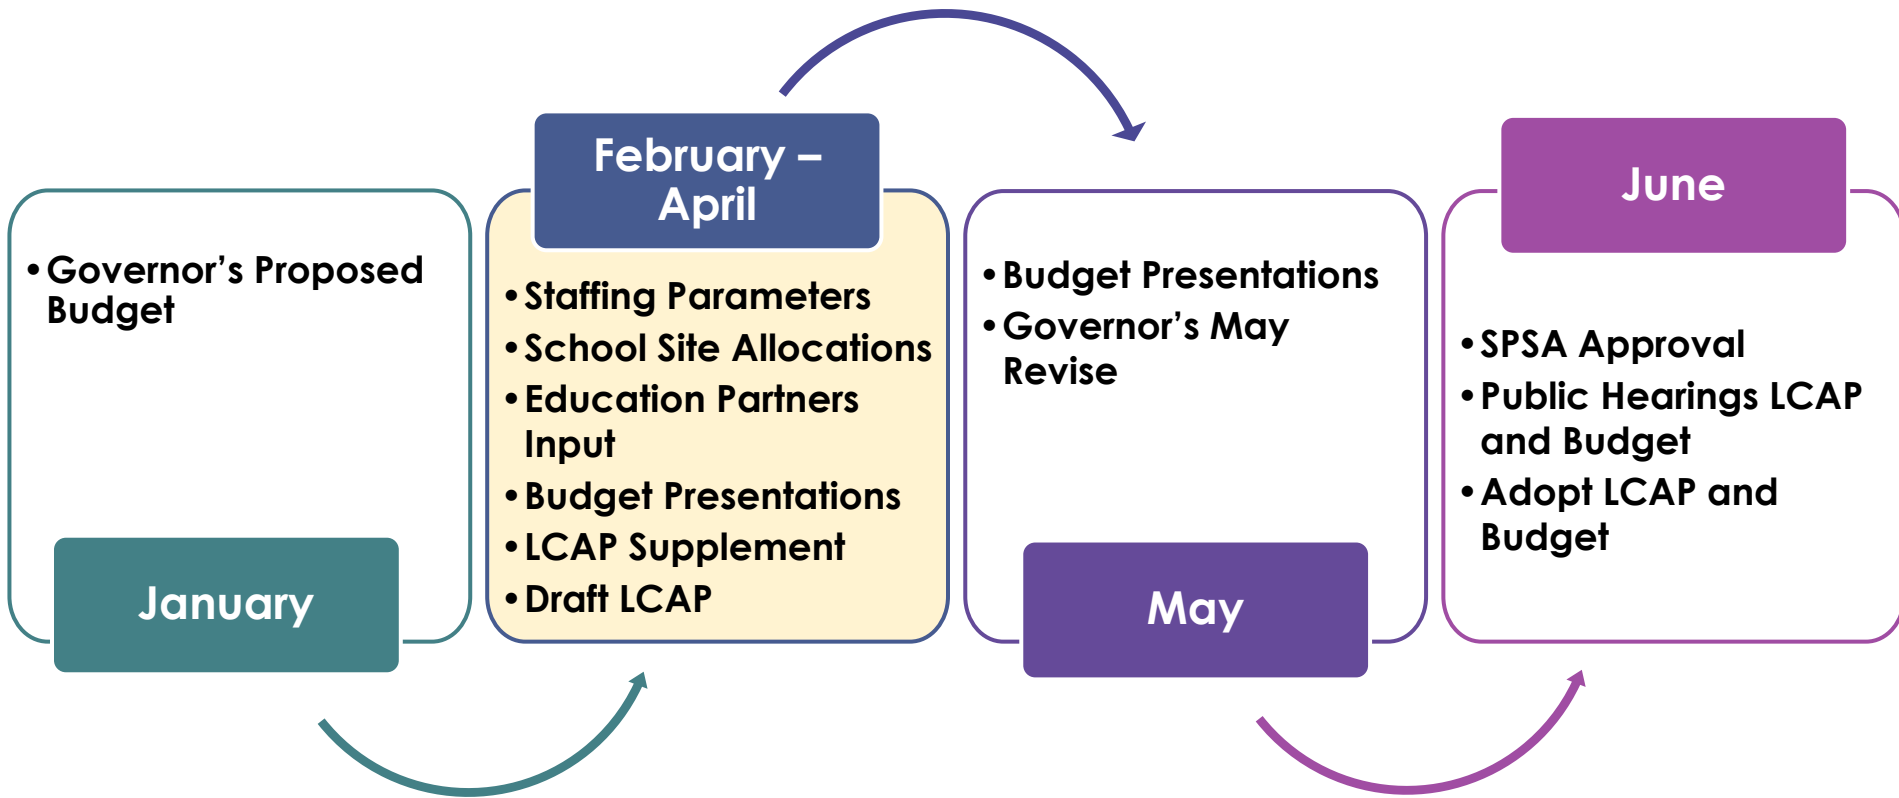 • Governor’s Proposed
Budget
January
February –
April
• Staffing Parameters
• School Site Allocations
• Education Partners
Input
• Budget Presentations
• LCAP Supplement
• Draft LCAP
• Budget Presentations
• Governor’s May
Revise
May
June
• SPSA Approval
• Public Hearings LCAP
and Budget
• Adopt LCAP and
Budget